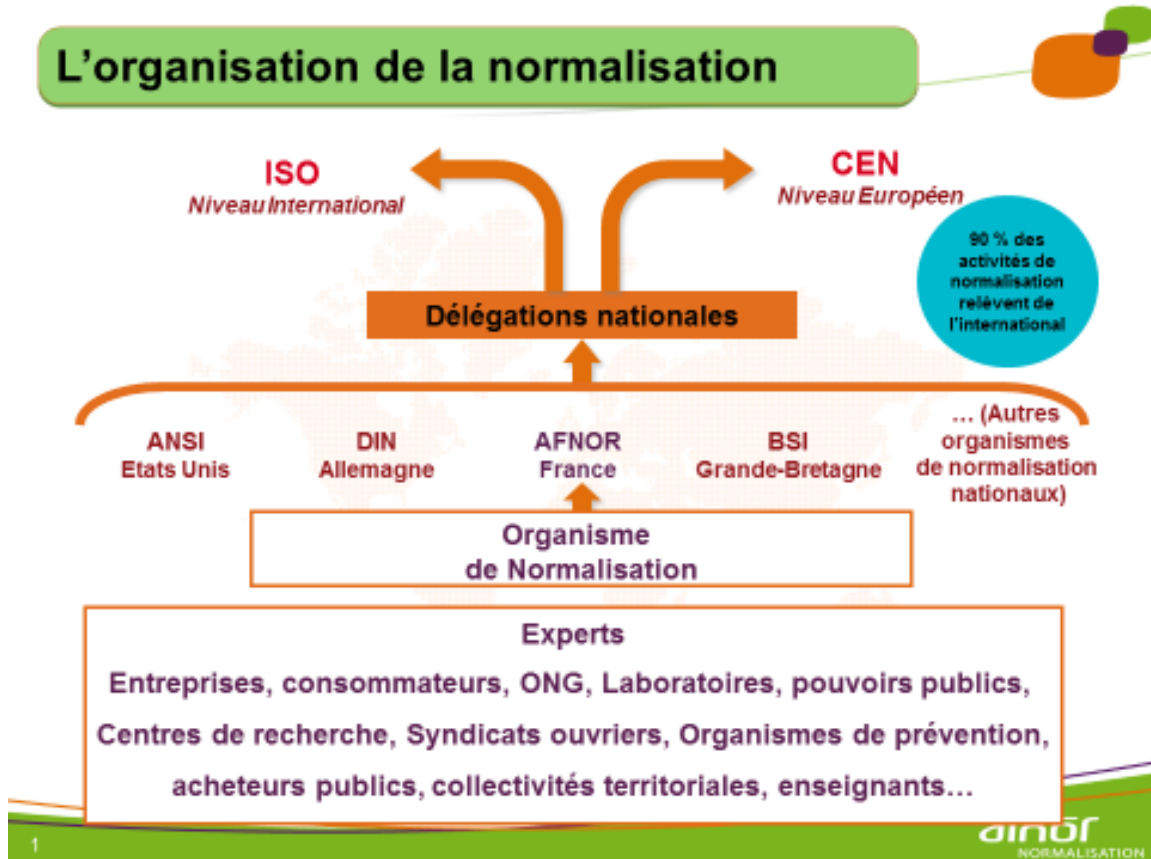 L'organisation de la normalisation
ISO
Niveau International
CEN
Niveau Européen
90 % des
activités de
normalisation
relèvent de
l'international
Délégations nationales
ANSI
Etats Unis
DIN
Allemagne
AFNOR
France
BSI
Grande-Bretagne
... (Autres
organismes
de normalisation
nationaux)
Organisme
de Normalisation
Experts
Entreprises, consommateurs, ONG, Laboratoires, pouvoirs publics,
Centres de recherche, Syndicats ouvriers, Organismes de prévention,
acheteurs publics, collectivités territoriales, enseignants...
1
afnor
NORMALISATION